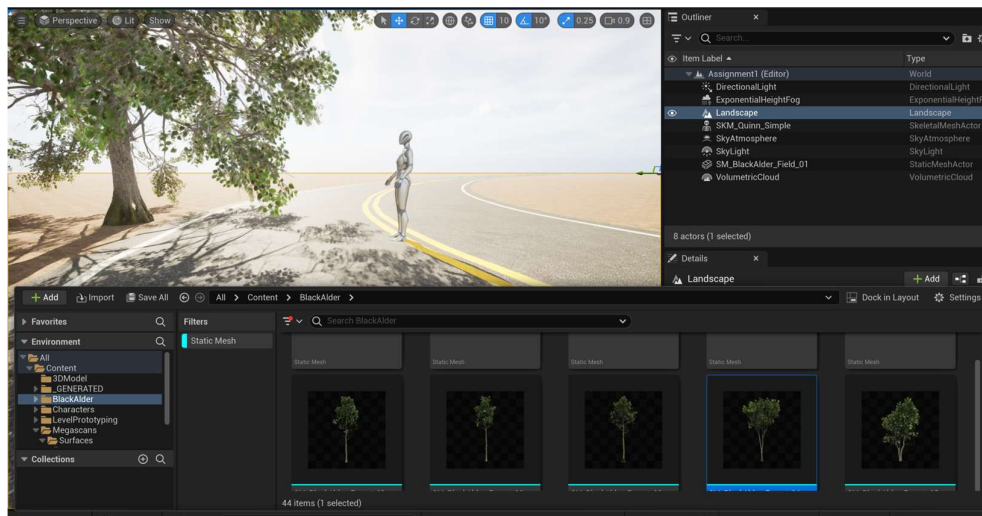 Perspective Lit Show 10 10° 0.25 0.9
Outliner
Search...
Item Label Type
Assignment1 (Editor) World
DirectionalLight DirectionalLight
ExponentialHeightFog ExponentialHeightF
Landscape Landscape
SKM_Quinn_Simple SkeletalMeshActor
SkyAtmosphere SkyAtmosphere
SkyLight SkyLight
SM_BlackAlder_Field_01 StaticMeshActor
VolumetricCloud VolumetricCloud
8 actors (1 selected)
Details
Landscape + Add
+ Add Import Save All All > Content > BlackAlder > Dock in Layout Settings
Favorites
Filters
Search BlackAlder
Environment
Static Mesh
All
Content
3DModel
_GENERATED
BlackAlder
Characters
LevelPrototyping
Megascans
Surfaces
Collections
Static Mesh Static Mesh Static Mesh Static Mesh Static Mesh
44 items (1 selected)